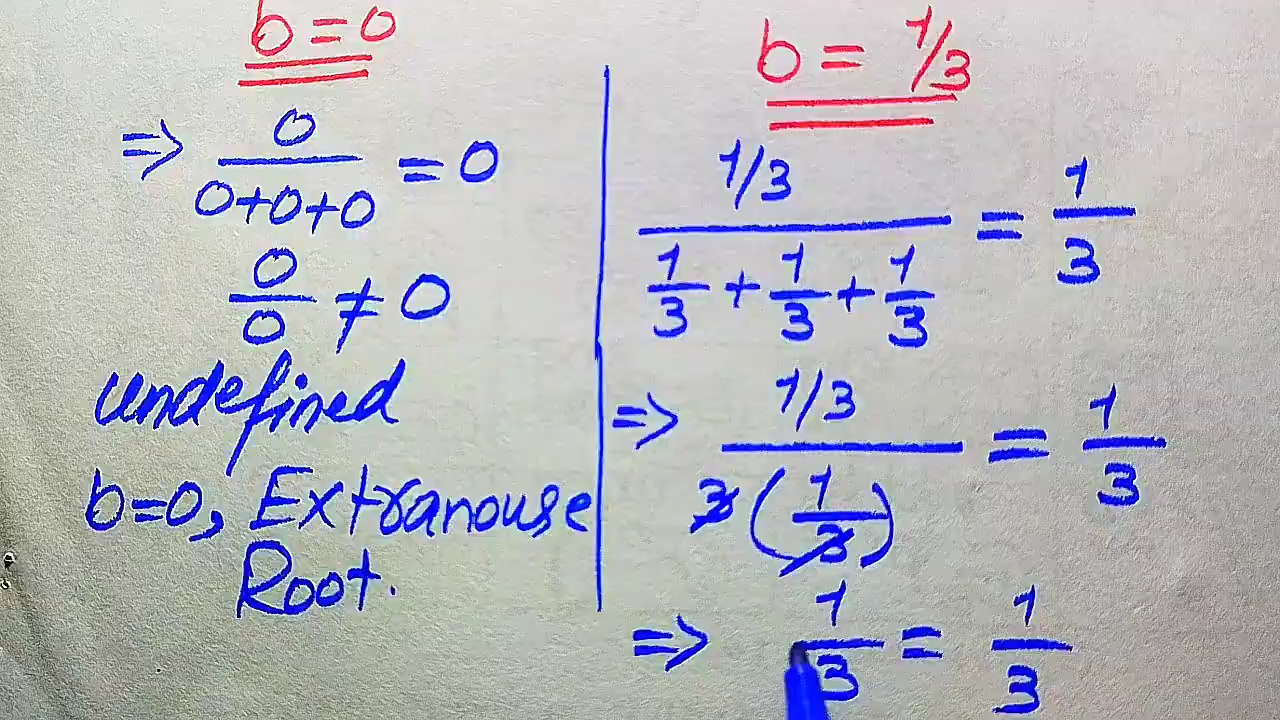 b=0
⇒ 0/(0+0+0) = 0
0/0 ≠ 0
undefined
b=0, Extranouse
Root.
b = 1/3
(1/3)/(1/3 + 1/3 + 1/3) = 1/3
⇒ (1/3)/(3(1/3)) = 1/3
⇒ 1/3 = 1/3